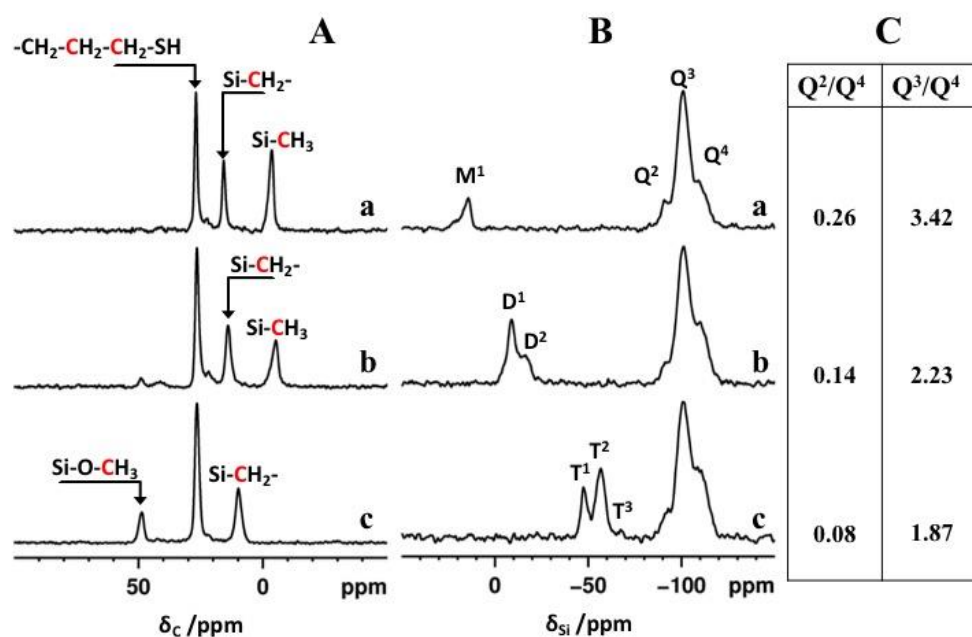 A
-CH₂-CH₂-CH₂-SH
Si-CH₂-
Si-CH₃
a
Si-CH₂-
Si-CH₃
b
Si-O-CH₃
Si-CH₂-
c
50 0 ppm
δC /ppm
B
Q³
Q²
Q⁴
M¹
a
D¹
D²
b
T¹
T²
T³
c
0 −50 −100 ppm
δSi /ppm
C
Q²/Q⁴ Q³/Q⁴
0.26 3.42
0.14 2.23
0.08 1.87